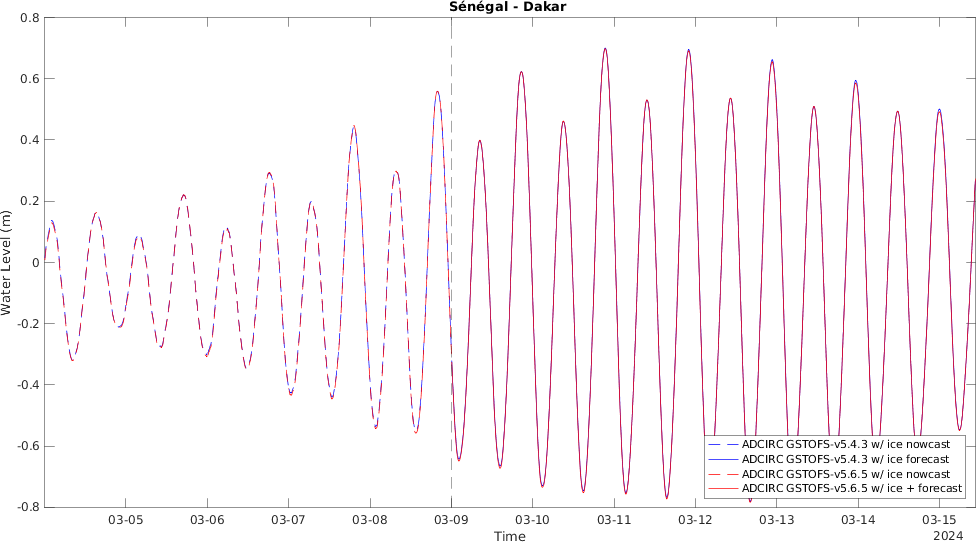 Sénégal - Dakar
0.8
0.6
0.4
0.2
0
-0.2
-0.4
-0.6
-0.8
Water Level (m)
ADCIRC GSTOFS-v5.4.3 w/ ice nowcast
ADCIRC GSTOFS-v5.4.3 w/ ice forecast
ADCIRC GSTOFS-v5.6.5 w/ ice nowcast
ADCIRC GSTOFS-v5.6.5 w/ ice + forecast
03-05 03-06 03-07 03-08 03-09 03-10 03-11 03-12 03-13 03-14 03-15
Time
2024